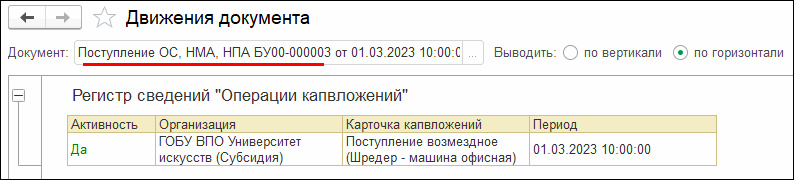 Движения документа
Документ: Поступление ОС, НМА, НПА БУ00-000003 от 01.03.2023 10:00:0 ... Выводить: по вертикали по горизонтали
Регистр сведений "Операции капвложений"
Активность Организация Карточка капвложений Период
Да ГОБУ ВПО Университет искусств (Субсидия) Поступление возмездное (Шредер - машина офисная) 01.03.2023 10:00:00